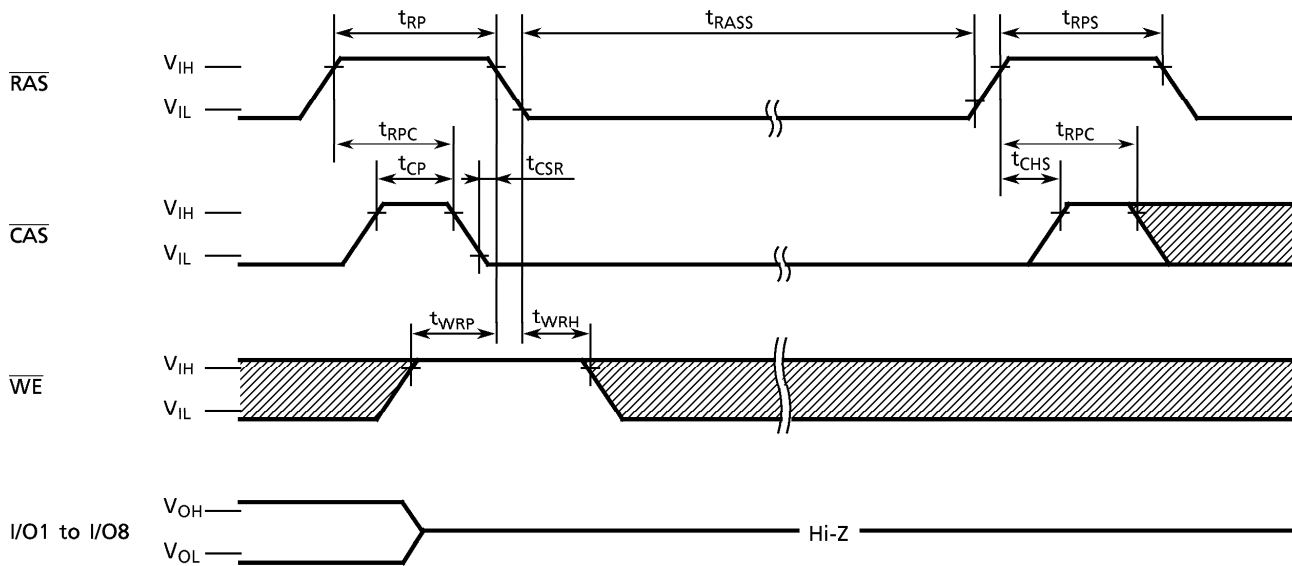 tRP
tRASS
tRPS
RAS
VIH
VIL
tRPC
tRPC
tCP
tCSR
tCHS
CAS
VIH
VIL
tWRP
tWRH
WE
VIH
VIL
I/O1 to I/O8
VOH
VOL
Hi-Z